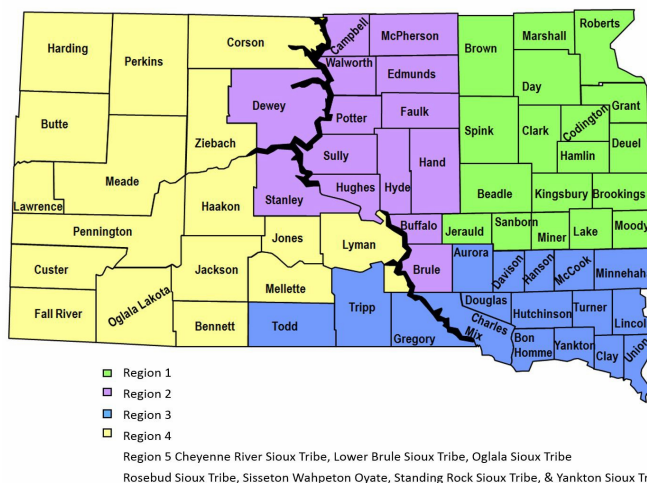 Harding
Perkins
Corson
Campbell
McPherson
Brown
Marshall
Roberts
Walworth
Edmunds
Day
Dewey
Butte
Potter
Faulk
Grant
Codington
Ziebach
Spink
Clark
Deuel
Sully
Hand
Hamlin
Meade
Lawrence
Haakon
Stanley
Hughes
Hyde
Beadle
Kingsbury
Brookings
Pennington
Buffalo
Jerauld
Sanborn
Miner
Lake
Moody
Jones
Lyman
Aurora
Davison
Hanson
McCook
Minnehah
Custer
Jackson
Brule
Mellette
Douglas
Hutchinson
Turner
Lincol
Fall River
Oglala Lakota
Tripp
Charles
Mix
Bennett
Todd
Gregory
Bon
Homme
Yankton
Clay
Union
Region 1
Region 2
Region 3
Region 4
Region 5 Cheyenne River Sioux Tribe, Lower Brule Sioux Tribe, Oglala Sioux Tribe
Rosebud Sioux Tribe, Sisseton Wahpeton Oyate, Standing Rock Sioux Tribe, & Yankton Sioux Tr